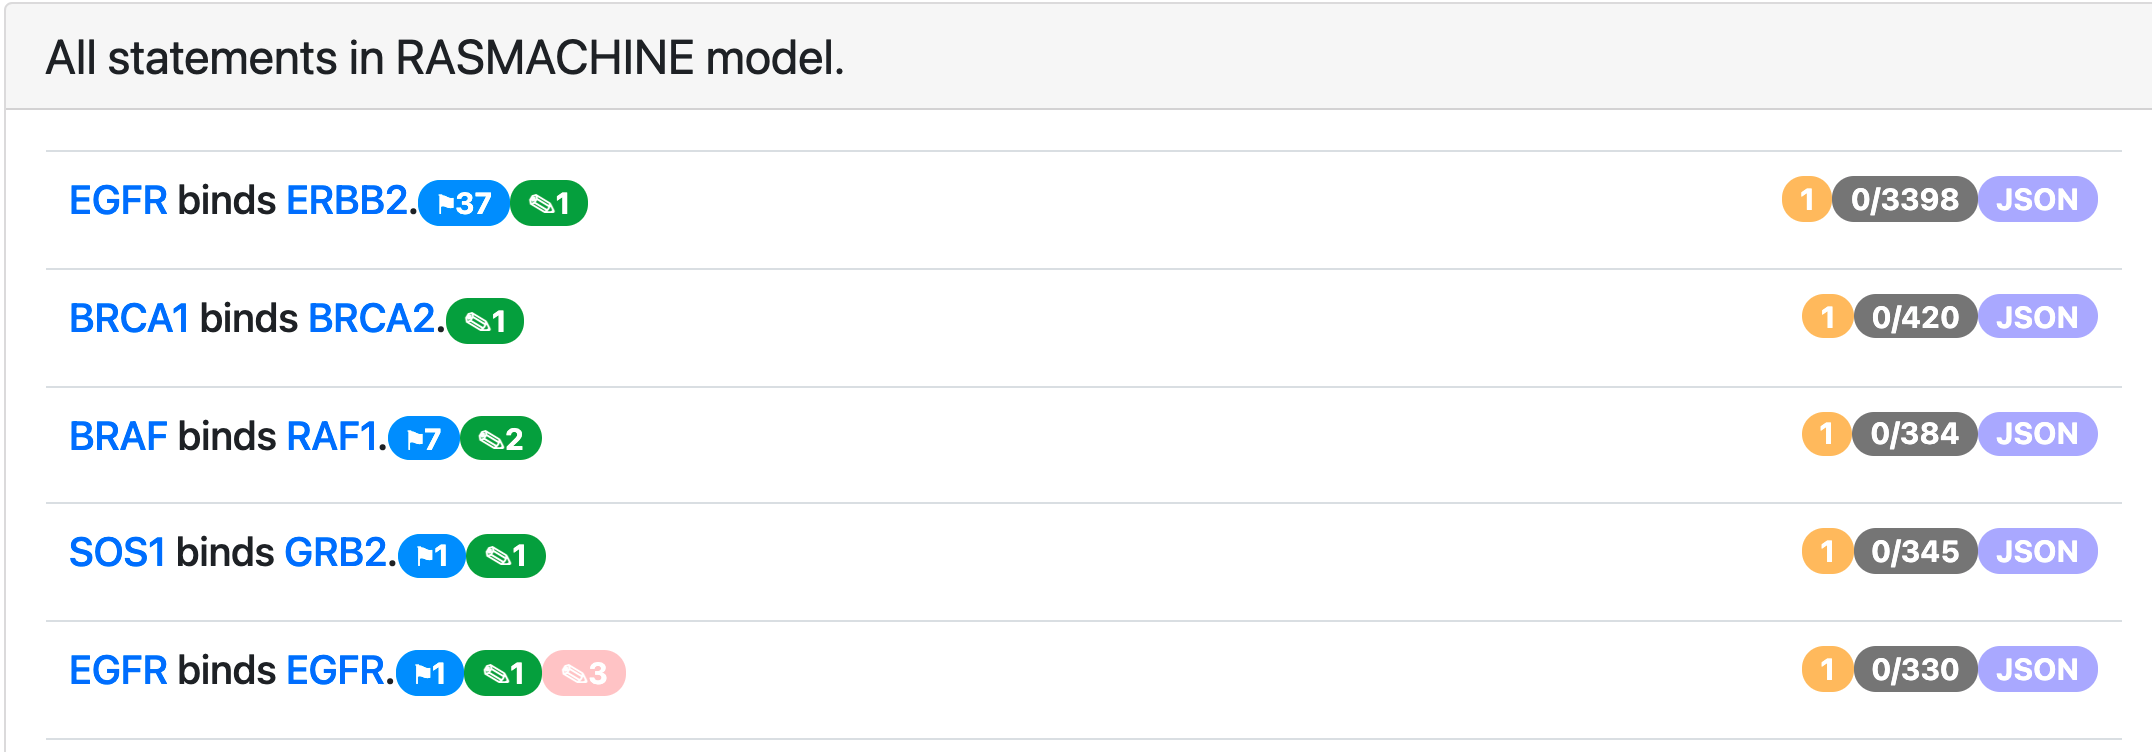 All statements in RASMACHINE model.
EGFR binds ERBB2. ⚑37 ✎1 1 0/3398 JSON
BRCA1 binds BRCA2. ✎1 1 0/420 JSON
BRAF binds RAF1. ⚑7 ✎2 1 0/384 JSON
SOS1 binds GRB2. ⚑1 ✎1 1 0/345 JSON
EGFR binds EGFR. ⚑1 ✎1 ✎3 1 0/330 JSON